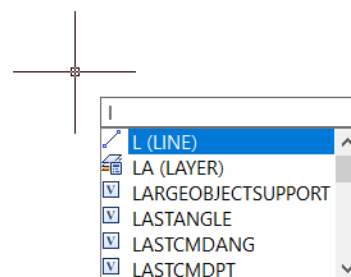 l
L (LINE)
LA (LAYER)
LARGEOBJECTSUPPORT
LASTANGLE
LASTCMDANG
LASTCMDPT